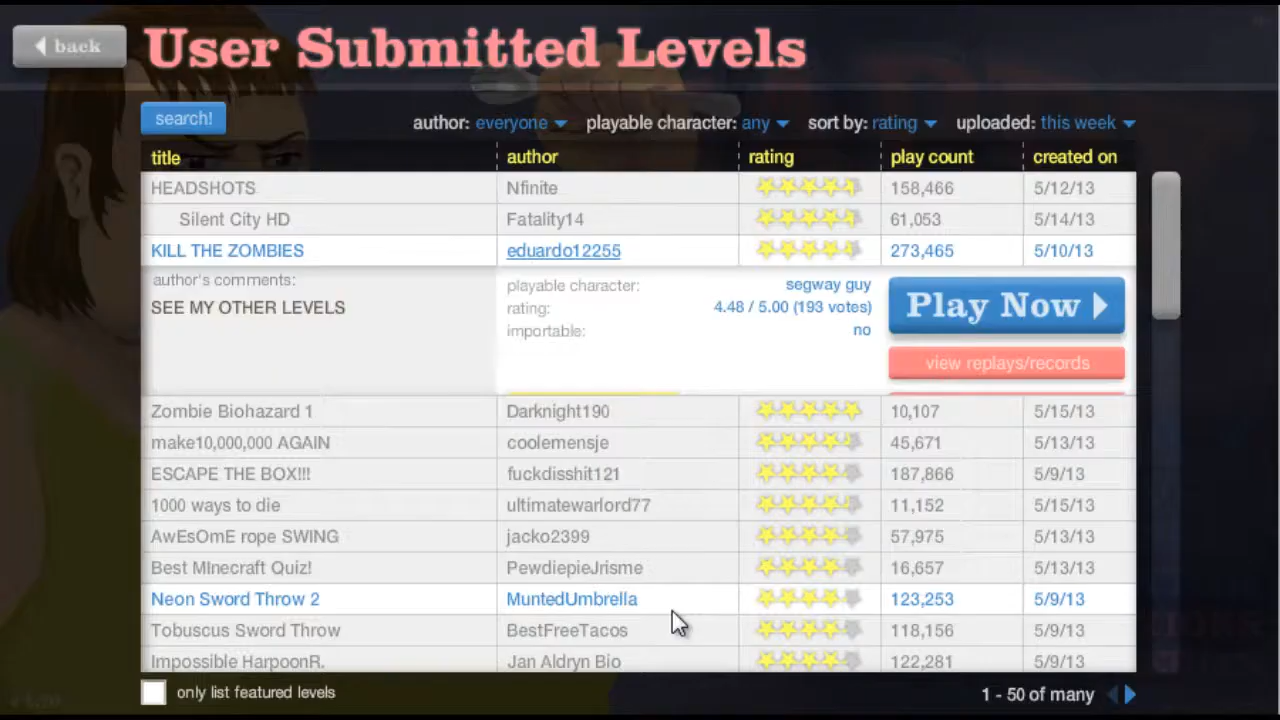 back
User Submitted Levels
search!
author: everyone playable character: any sort by: rating uploaded: this week
title author rating play count created on
HEADSHOTS Nfinite 158,466 5/12/13
Silent City HD Fatality14 61,053 5/14/13
KILL THE ZOMBIES eduardo12255 273,465 5/10/13
author's comments:
SEE MY OTHER LEVELS
playable character: segway guy
rating: 4.48 / 5.00 (193 votes)
importable: no
Play Now
view replays/records
Zombie Biohazard 1 Darknight190 10,107 5/15/13
make10,000,000 AGAIN coolemensje 45,671 5/13/13
ESCAPE THE BOX!!! fuckdisshit121 187,866 5/9/13
1000 ways to die ultimatewarlord77 11,152 5/15/13
AwEsOmE rope SWING jacko2399 57,975 5/13/13
Best MInecraft Quiz! PewdiepieJrisme 16,657 5/13/13
Neon Sword Throw 2 MuntedUmbrella 123,253 5/9/13
Tobuscus Sword Throw BestFreeTacos 118,156 5/9/13
Impossible HarpoonR. Jan Aldryn Bio 122,281 5/9/13
only list featured levels
1 - 50 of many